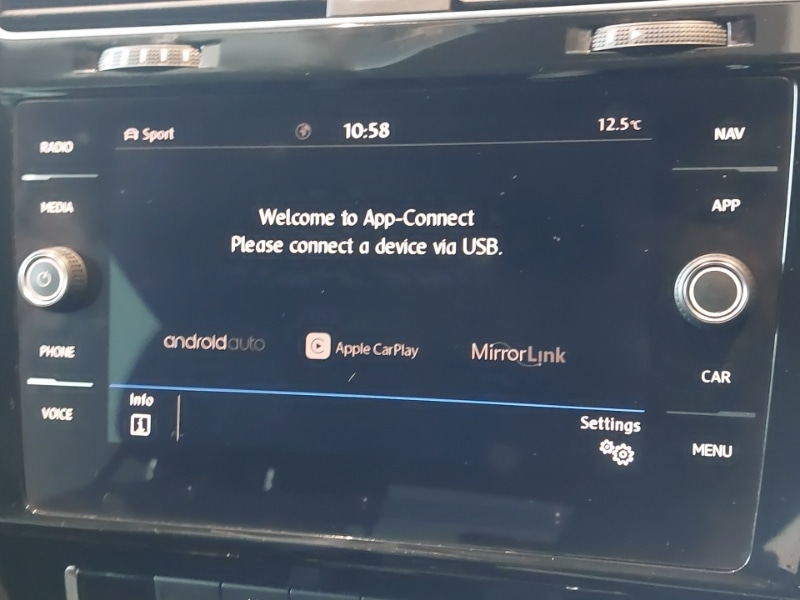 RADIO
MEDIA
PHONE
VOICE
Sport 10:58 12.5°C
Welcome to App-Connect
Please connect a device via USB.
androidauto Apple CarPlay MirrorLink
Info
i
Settings
NAV
APP
CAR
MENU